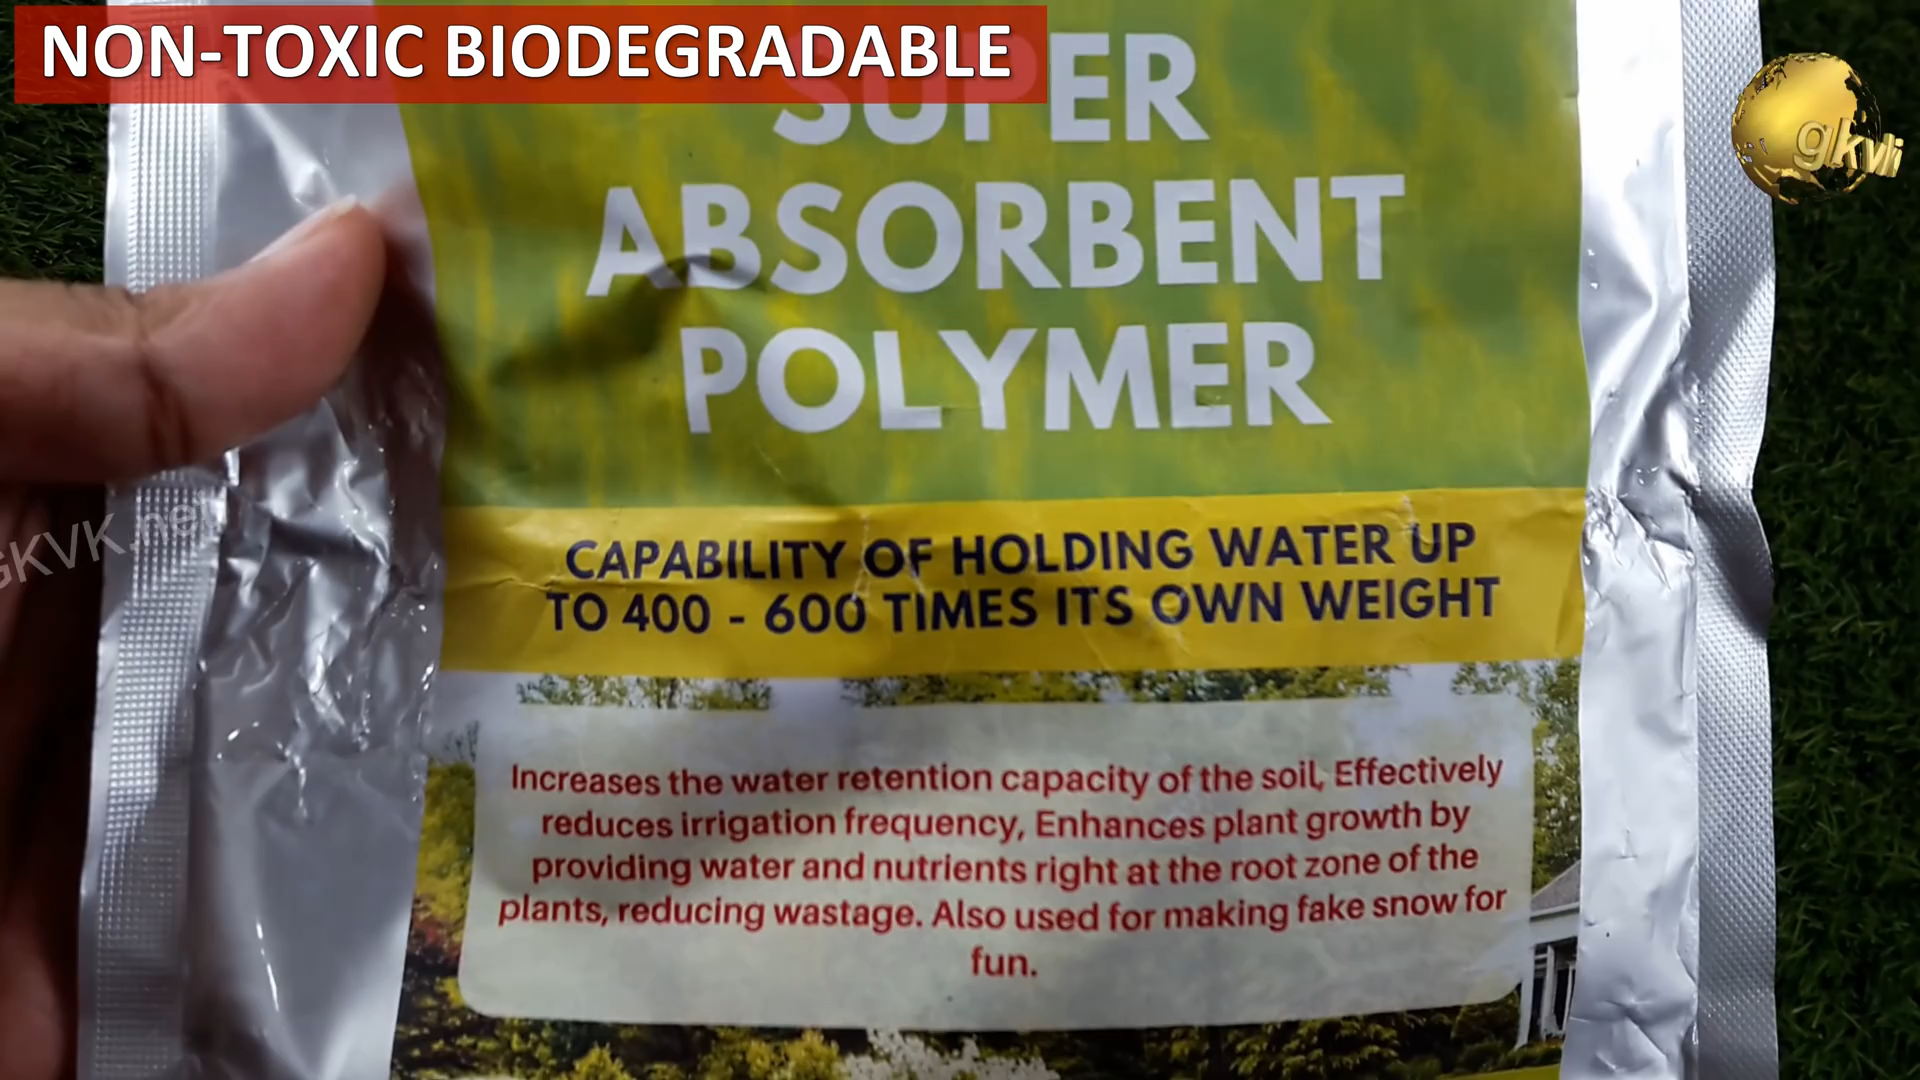 NON-TOXIC BIODEGRADABLE
gkvk
SUPER
ABSORBENT
POLYMER
CAPABILITY OF HOLDING WATER UP
TO 400 - 600 TIMES ITS OWN WEIGHT
GKVK.net
Increases the water retention capacity of the soil, Effectively
reduces irrigation frequency, Enhances plant growth by
providing water and nutrients right at the root zone of the
plants, reducing wastage. Also used for making fake snow for
fun.